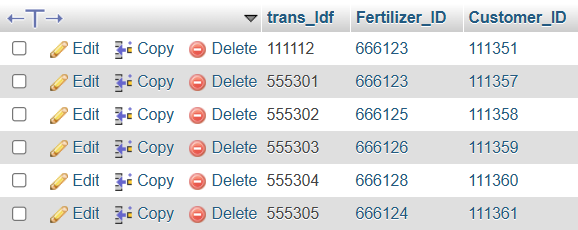 trans_Idf Fertilizer_ID Customer_ID
Edit Copy Delete 111112 666123 111351
Edit Copy Delete 555301 666123 111357
Edit Copy Delete 555302 666125 111358
Edit Copy Delete 555303 666126 111359
Edit Copy Delete 555304 666128 111360
Edit Copy Delete 555305 666124 111361